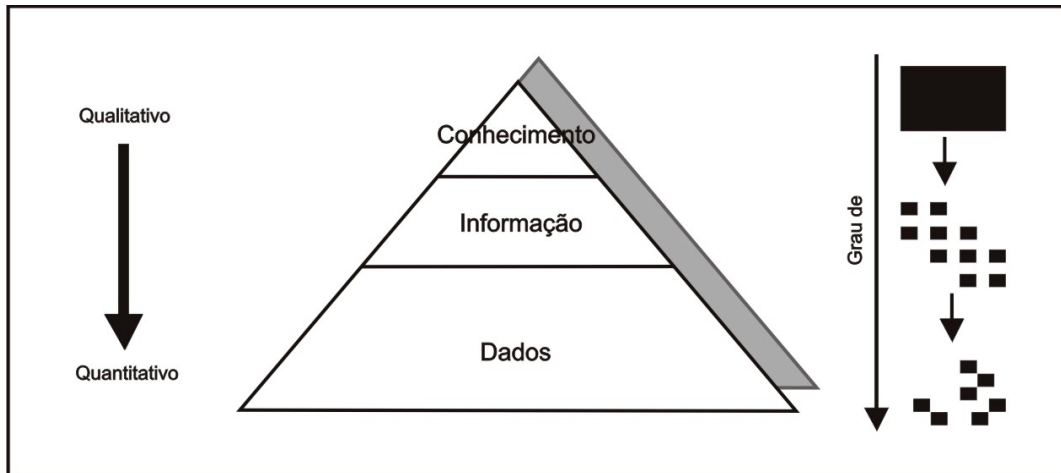 Qualitativo
Quantitativo
Conhecimento
Informação
Dados
Grau de